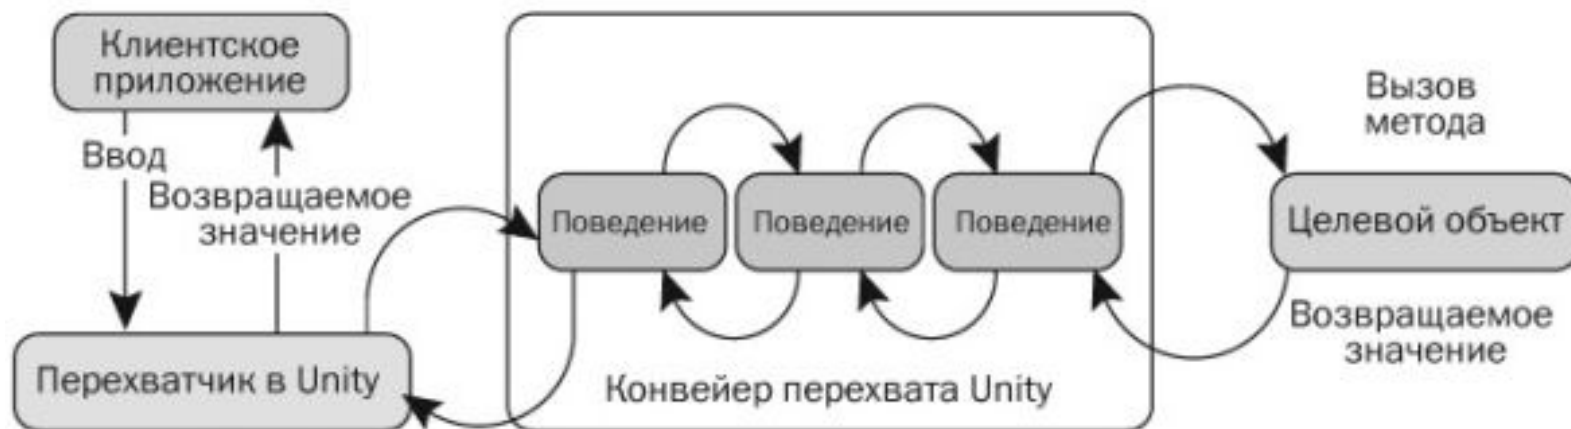 Клиентское
приложение
Ввод
Возвращаемое
значение
Перехватчик в Unity
Поведение
Поведение
Поведение
Конвейер перехвата Unity
Вызов
метода
Целевой объект
Возвращаемое
значение